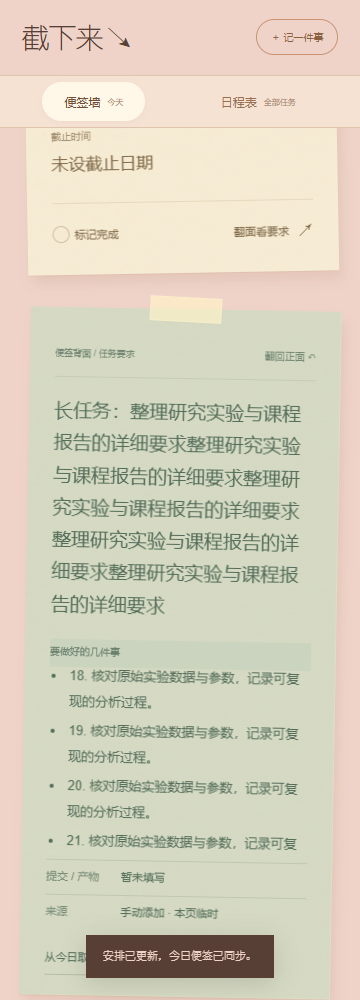 截下来
+ 记一件事
便签墙 今天
日程表 全部任务
截止时间
未设截止日期
标记完成
翻面看要求
便签背面 / 任务要求
翻回正面
长任务：整理研究实验与课程
报告的详细要求整理研究实验
与课程报告的详细要求整理研
究实验与课程报告的详细要求
整理研究实验与课程报告的详
细要求整理研究实验与课程报
告的详细要求
要做好的几件事
18. 核对原始实验数据与参数，记录可复
现的分析过程。
19. 核对原始实验数据与参数，记录可复
现的分析过程。
20. 核对原始实验数据与参数，记录可复
现的分析过程。
21. 核对原始实验数据与参数，记录可复
提交 / 产物 暂未填写
来源 手动添加 · 本页临时
从今日取
安排已更新，今日便签已同步。